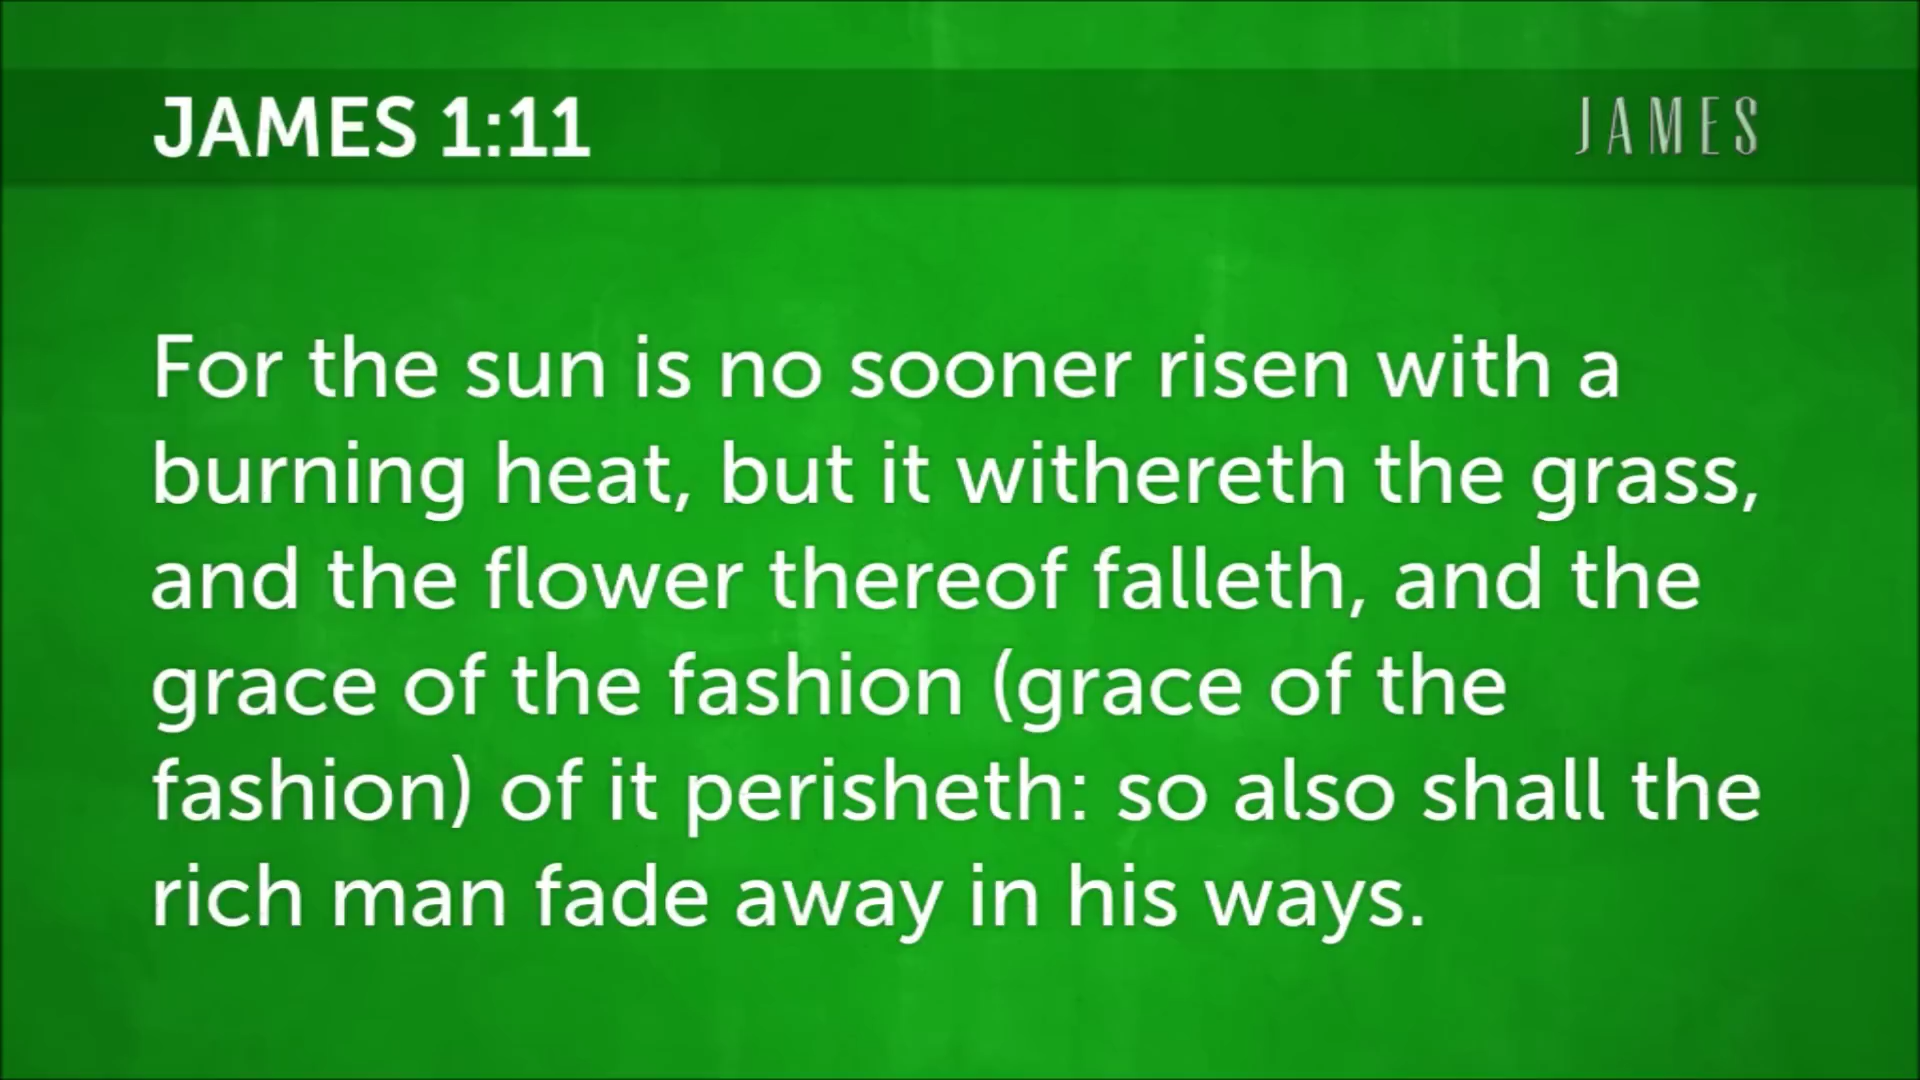 JAMES 1:11
JAMES
For the sun is no sooner risen with a
burning heat, but it withereth the grass,
and the flower thereof falleth, and the
grace of the fashion (grace of the
fashion) of it perisheth: so also shall the
rich man fade away in his ways.